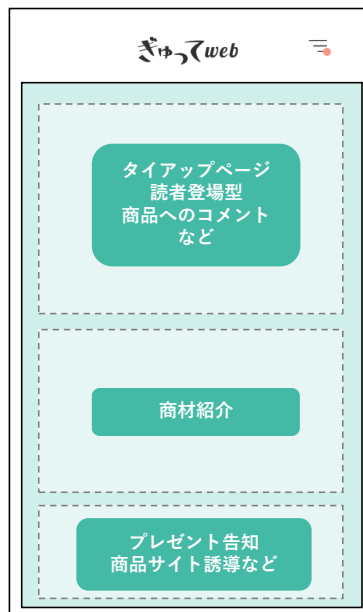 ぎゅってweb
タイアップページ
読者登場型
商品へのコメント
など
商材紹介
プレゼント告知
商品サイト誘導など